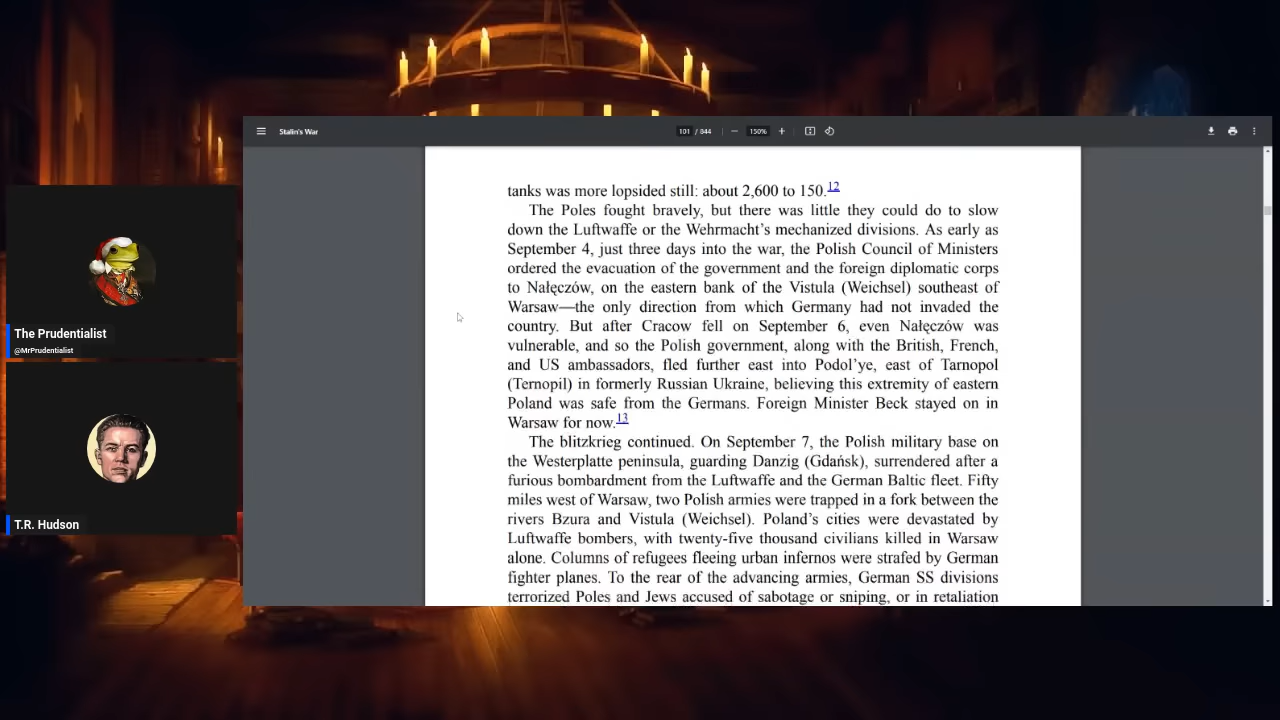 Stalin's War
101 / 844
150%
tanks was more lopsided still: about 2,600 to 150.12
The Poles fought bravely, but there was little they could do to slow
down the Luftwaffe or the Wehrmacht's mechanized divisions. As early as
September 4, just three days into the war, the Polish Council of Ministers
ordered the evacuation of the government and the foreign diplomatic corps
to Nałęczów, on the eastern bank of the Vistula (Weichsel) southeast of
Warsaw—the only direction from which Germany had not invaded the
country. But after Cracow fell on September 6, even Nałęczów was
vulnerable, and so the Polish government, along with the British, French,
and US ambassadors, fled further east into Podol'ye, east of Tarnopol
(Ternopil) in formerly Russian Ukraine, believing this extremity of eastern
Poland was safe from the Germans. Foreign Minister Beck stayed on in
Warsaw for now.13
The blitzkrieg continued. On September 7, the Polish military base on
the Westerplatte peninsula, guarding Danzig (Gdańsk), surrendered after a
furious bombardment from the Luftwaffe and the German Baltic fleet. Fifty
miles west of Warsaw, two Polish armies were trapped in a fork between the
rivers Bzura and Vistula (Weichsel). Poland's cities were devastated by
Luftwaffe bombers, with twenty-five thousand civilians killed in Warsaw
alone. Columns of refugees fleeing urban infernos were strafed by German
fighter planes. To the rear of the advancing armies, German SS divisions
terrorized Poles and Jews accused of sabotage or sniping, or in retaliation
The Prudentialist
@MrPrudentialist
T.R. Hudson